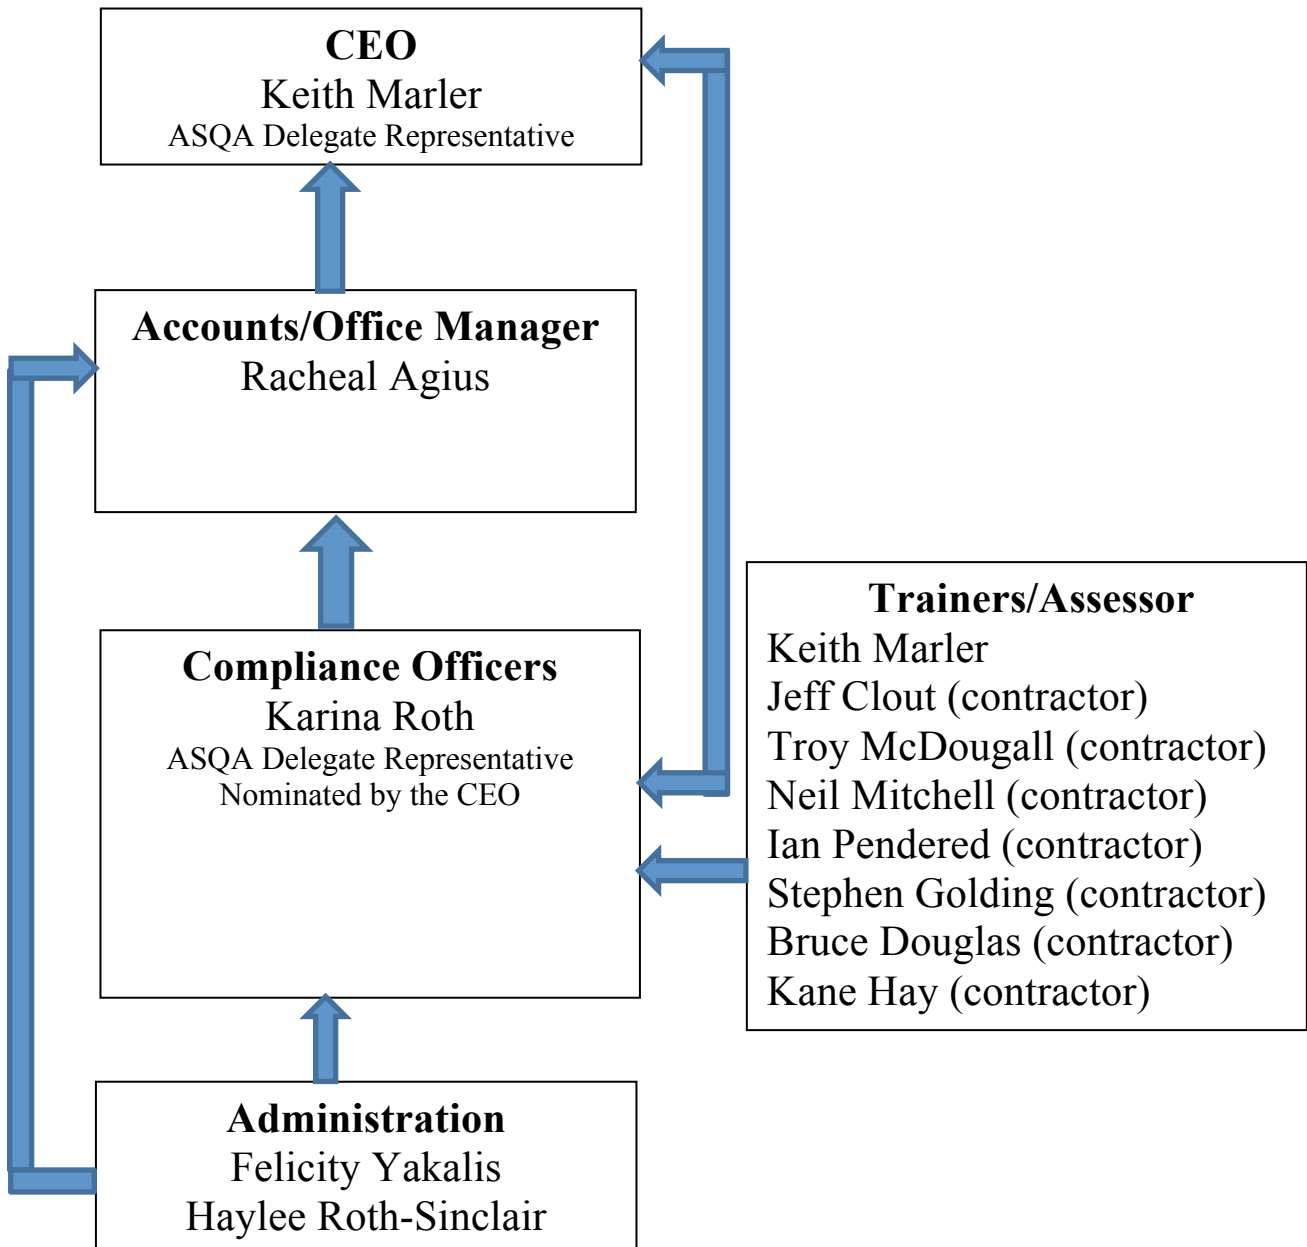 CEO
Keith Marler
ASQA Delegate Representative
Accounts/Office Manager
Racheal Agius
Compliance Officers
Karina Roth
ASQA Delegate Representative
Nominated by the CEO
Trainers/Assessor
Keith Marler
Jeff Clout (contractor)
Troy McDougall (contractor)
Neil Mitchell (contractor)
Ian Pendered (contractor)
Stephen Golding (contractor)
Bruce Douglas (contractor)
Kane Hay (contractor)
Administration
Felicity Yakalis
Haylee Roth-Sinclair